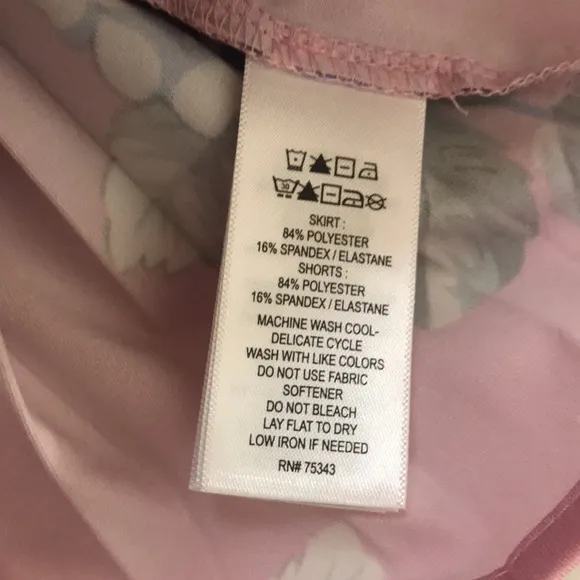 30
SKIRT :
84% POLYESTER
16% SPANDEX / ELASTANE
SHORTS :
84% POLYESTER
16% SPANDEX / ELASTANE
MACHINE WASH COOL-
DELICATE CYCLE
WASH WITH LIKE COLORS
DO NOT USE FABRIC
SOFTENER
DO NOT BLEACH
LAY FLAT TO DRY
LOW IRON IF NEEDED
RN# 75343